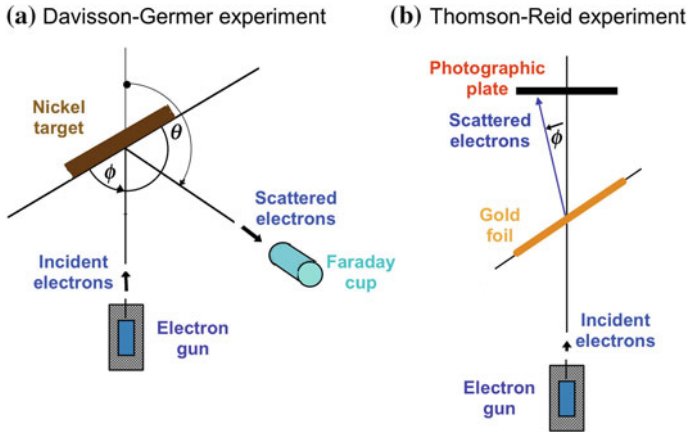 (a) Davisson-Germer experiment
Nickel
target
θ
ϕ
Scattered
electrons
Incident
electrons
Faraday
cup
Electron
gun
(b) Thomson-Reid experiment
Photographic
plate
Scattered
electrons
ϕ
Gold
foil
Incident
electrons
Electron
gun